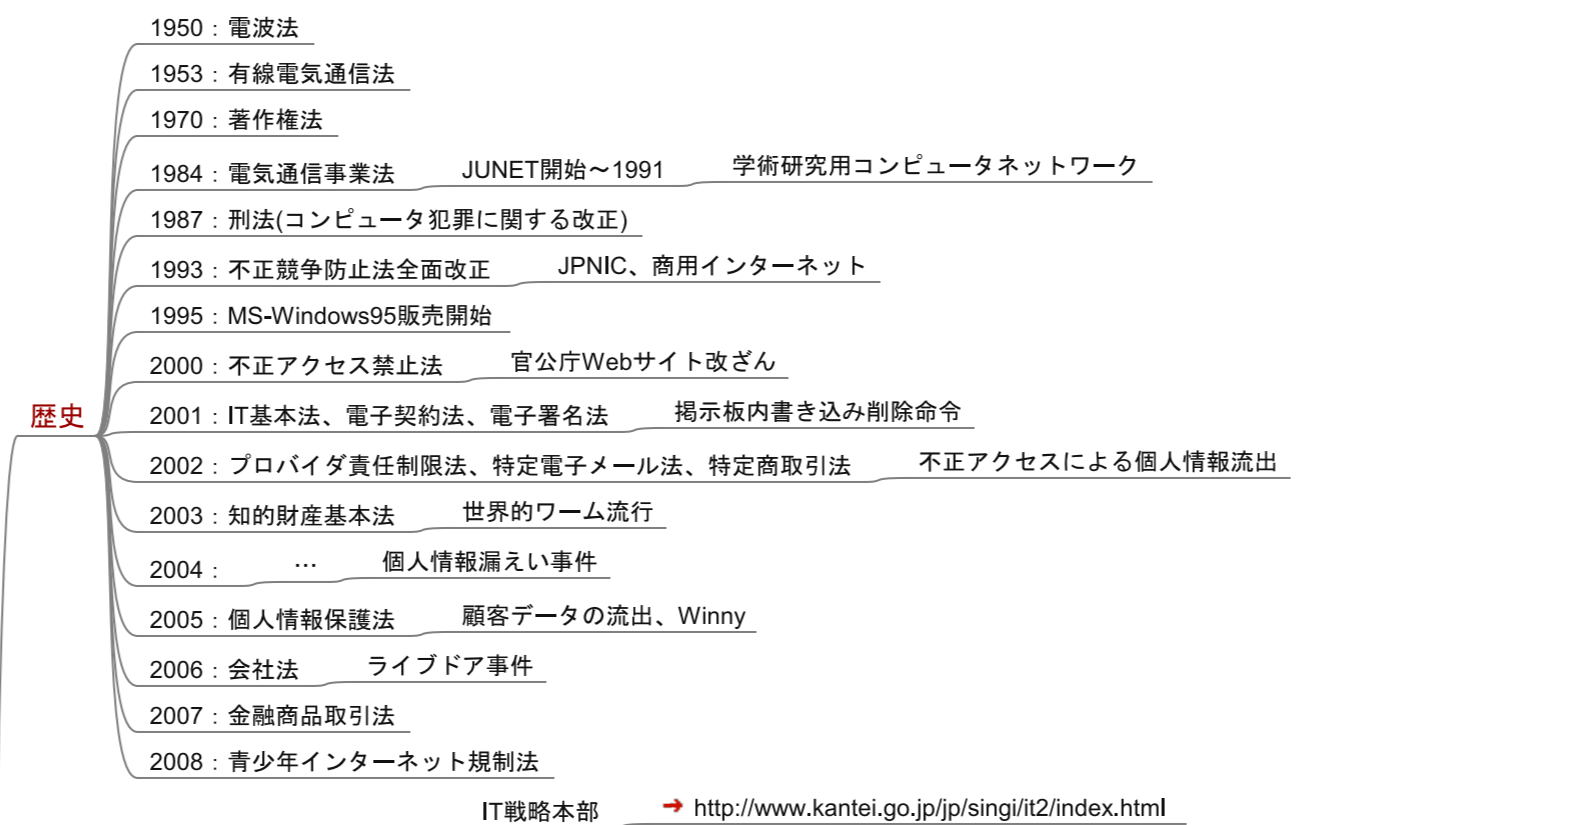 1950：電波法
1953：有線電気通信法
1970：著作権法
1984：電気通信事業法 JUNET開始～1991 学術研究用コンピュータネットワーク
1987：刑法(コンピュータ犯罪に関する改正)
1993：不正競争防止法全面改正 JPNIC、商用インターネット
1995：MS-Windows95販売開始
2000：不正アクセス禁止法 官公庁Webサイト改ざん
歴史
2001：IT基本法、電子契約法、電子署名法 掲示板内書き込み削除命令
2002：プロバイダ責任制限法、特定電子メール法、特定商取引法 不正アクセスによる個人情報流出
2003：知的財産基本法 世界的ワーム流行
2004： … 個人情報漏えい事件
2005：個人情報保護法 顧客データの流出、Winny
2006：会社法 ライブドア事件
2007：金融商品取引法
2008：青少年インターネット規制法
IT戦略本部 http://www.kantei.go.jp/jp/singi/it2/index.html